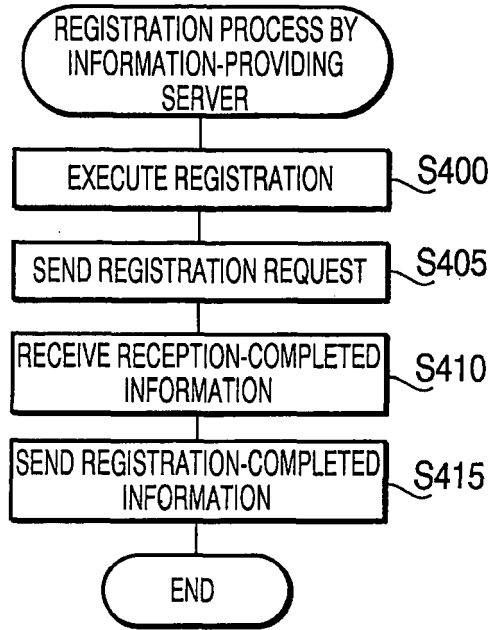 REGISTRATION PROCESS BY
INFORMATION-PROVIDING
SERVER
EXECUTE REGISTRATION
S400
SEND REGISTRATION REQUEST
S405
RECEIVE RECEPTION-COMPLETED
INFORMATION
S410
SEND REGISTRATION-COMPLETED
INFORMATION
S415
END